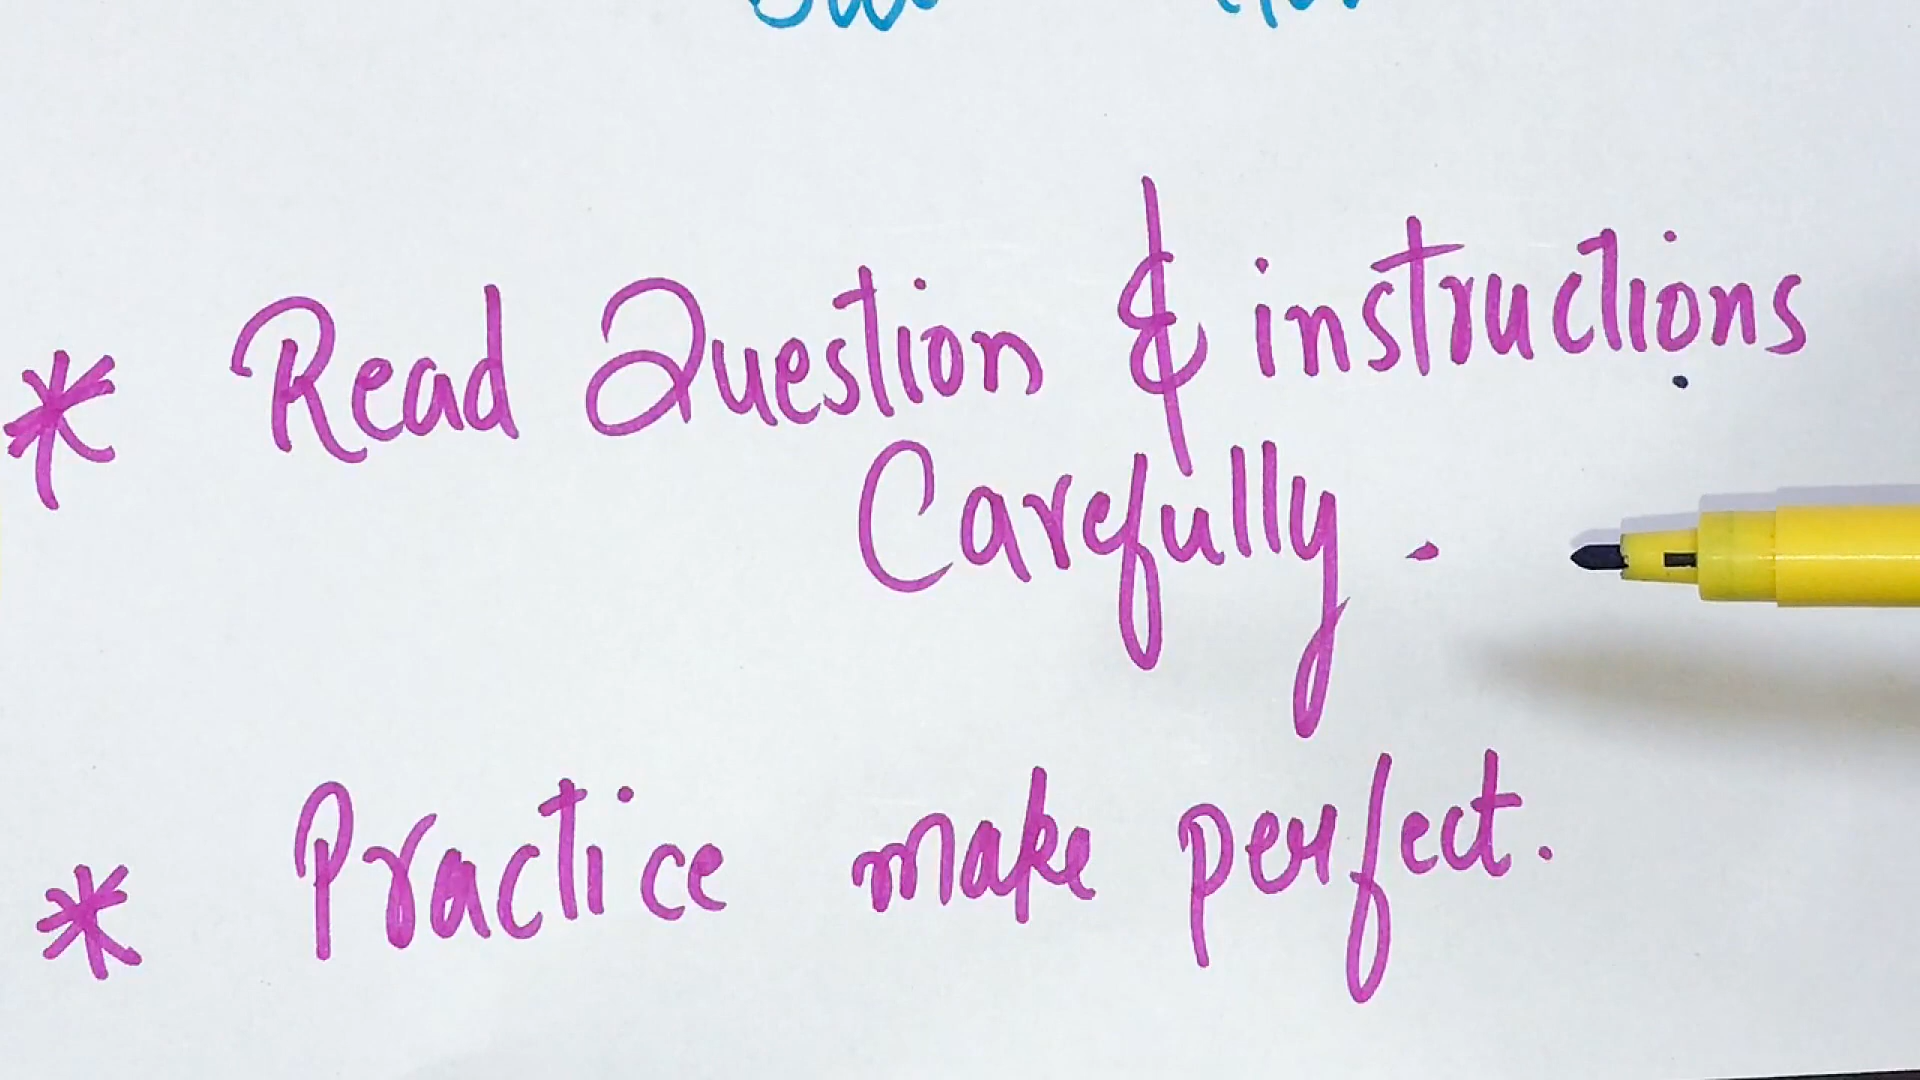 * Read Question & instructions
Carefully.
* Practice make perfect.